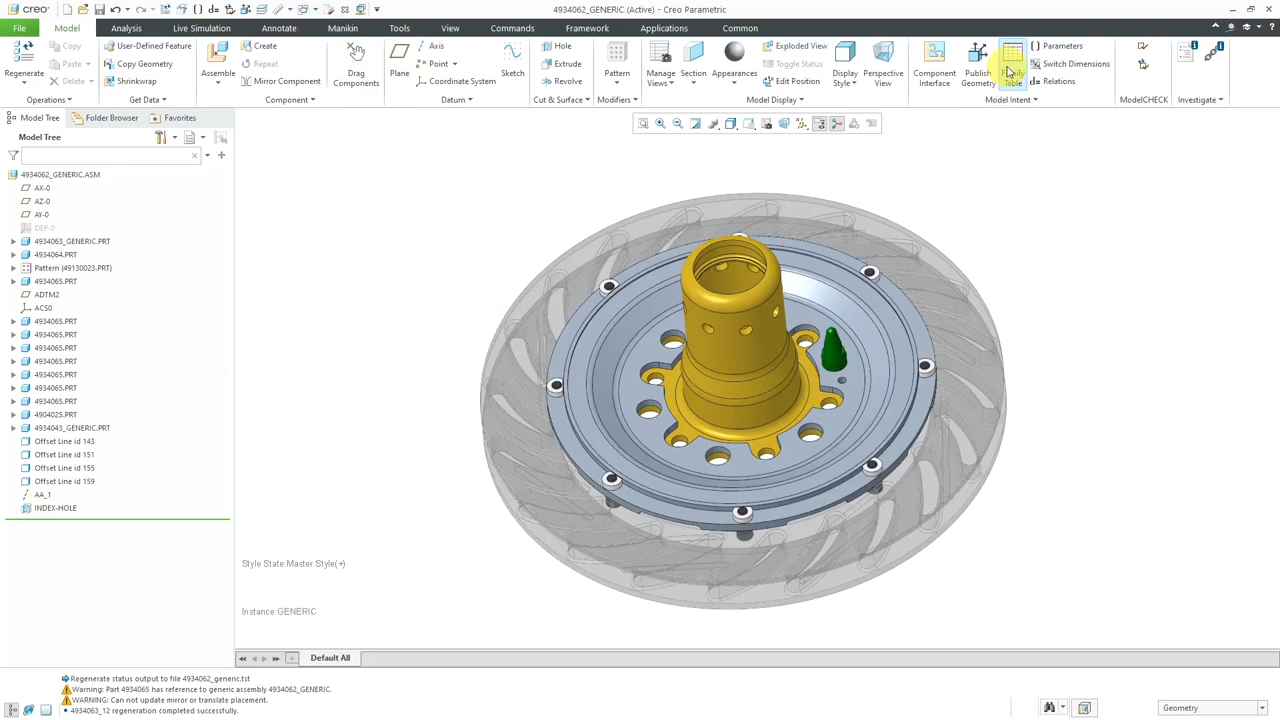 creo
4934062_GENERIC (Active) - Creo Parametric
File
Model
Analysis
Live Simulation
Annotate
Manikin
Tools
View
Commands
Framework
Applications
Common
Regenerate
Copy
Paste
Delete
Operations
User-Defined Feature
Copy Geometry
Shrinkwrap
Get Data
Assemble
Create
Repeat
Mirror Component
Component
Drag
Components
Plane
Axis
Point
Coordinate System
Sketch
Datum
Hole
Extrude
Revolve
Cut & Surface
Pattern
Modifiers
Manage
Views
Section
Appearances
Exploded View
Toggle Status
Edit Position
Display
Style
Perspective
View
Model Display
Component
Interface
Publish
Geometry
Family
Table
Parameters
Switch Dimensions
Relations
Model Intent
ModelCHECK
Investigate
Model Tree
Folder Browser
Favorites
Model Tree
4934062_GENERIC.ASM
AX-0
AZ-0
AY-0
DEF-0
4934063_GENERIC.PRT
4934064.PRT
Pattern (49130023.PRT)
4934065.PRT
ADTM2
ACS0
4934065.PRT
4934065.PRT
4934065.PRT
4934065.PRT
4934065.PRT
4934065.PRT
4934065.PRT
4904025.PRT
4934043_GENERIC.PRT
Offset Line id 143
Offset Line id 151
Offset Line id 155
Offset Line id 159
AA_1
INDEX-HOLE
Style State:Master Style(+)
Instance:GENERIC
Default All
Regenerate status output to file 4934062_generic.tst
Warning: Part 4934065 has reference to generic assembly 4934062_GENERIC.
WARNING: Can not update mirror or translate placement.
4934063_12 regeneration completed successfully.
Geometry